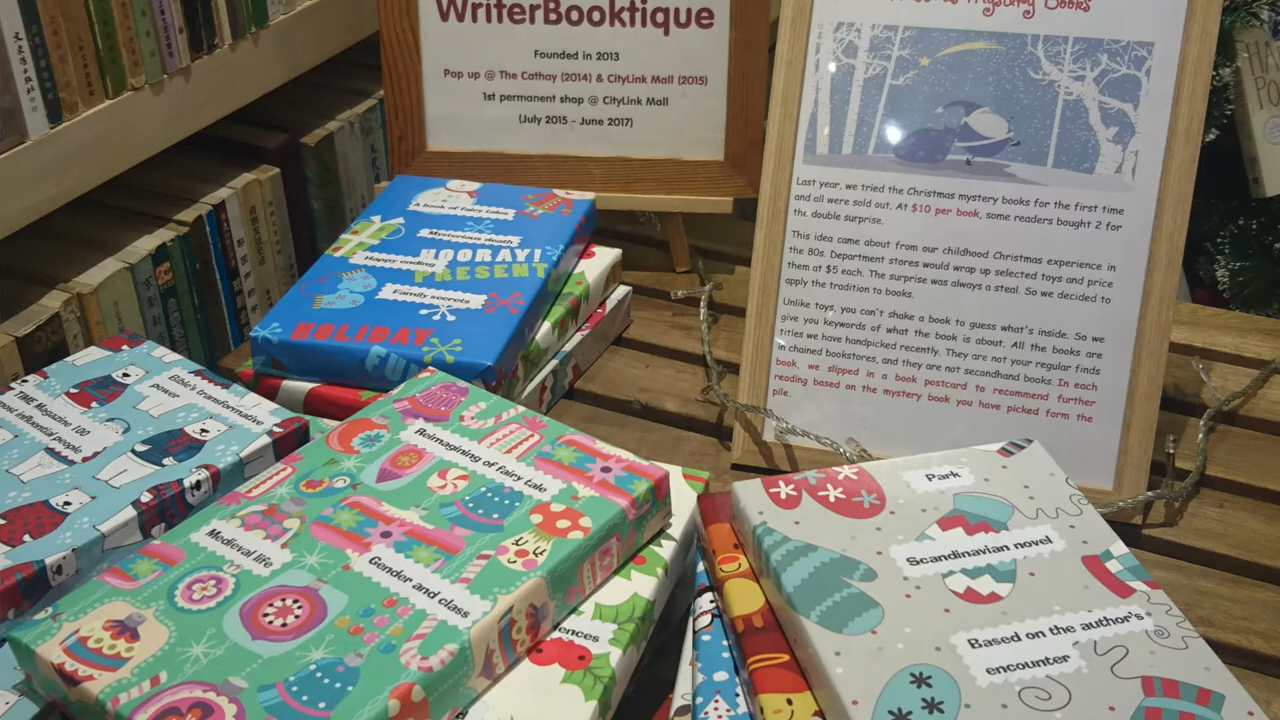 WriterBooktique
Founded in 2013
Pop up @ The Cathay (2014) & CityLink Mall (2015)
1st permanent shop @ CityLink Mall
(July 2015 - June 2017)
Mystery Books
Last year, we tried the Christmas mystery books for the first time
and all were sold out. At $10 per book, some readers bought 2 for
the double surprise.
This idea came about from our childhood Christmas experience in
the 80s. Department stores would wrap up selected toys and price
them at $5 each. The surprise was always a steal. So we decided to
apply the tradition to books.
Unlike toys, you can't shake a book to guess what's inside. So we
give you keywords of what the book is about. All the books are
titles we have handpicked recently. They are not your regular finds
in chained bookstores, and they are not secondhand books. In each
book, we slipped in a book postcard to recommend further
reading based on the mystery book you have picked form the
pile.
A book of fairy tales
Mysterious death
HOORAY!
PRESENT
Happy ending
Family secrets
HOLIDAY
FU
Bible's transformative
power
TIME Magazine 100
most influential people
Reimagining of fairy tale
Medieval life
Gender and class
ences
Park
Scandinavian novel
Based on the author's
encounter
HA
PO